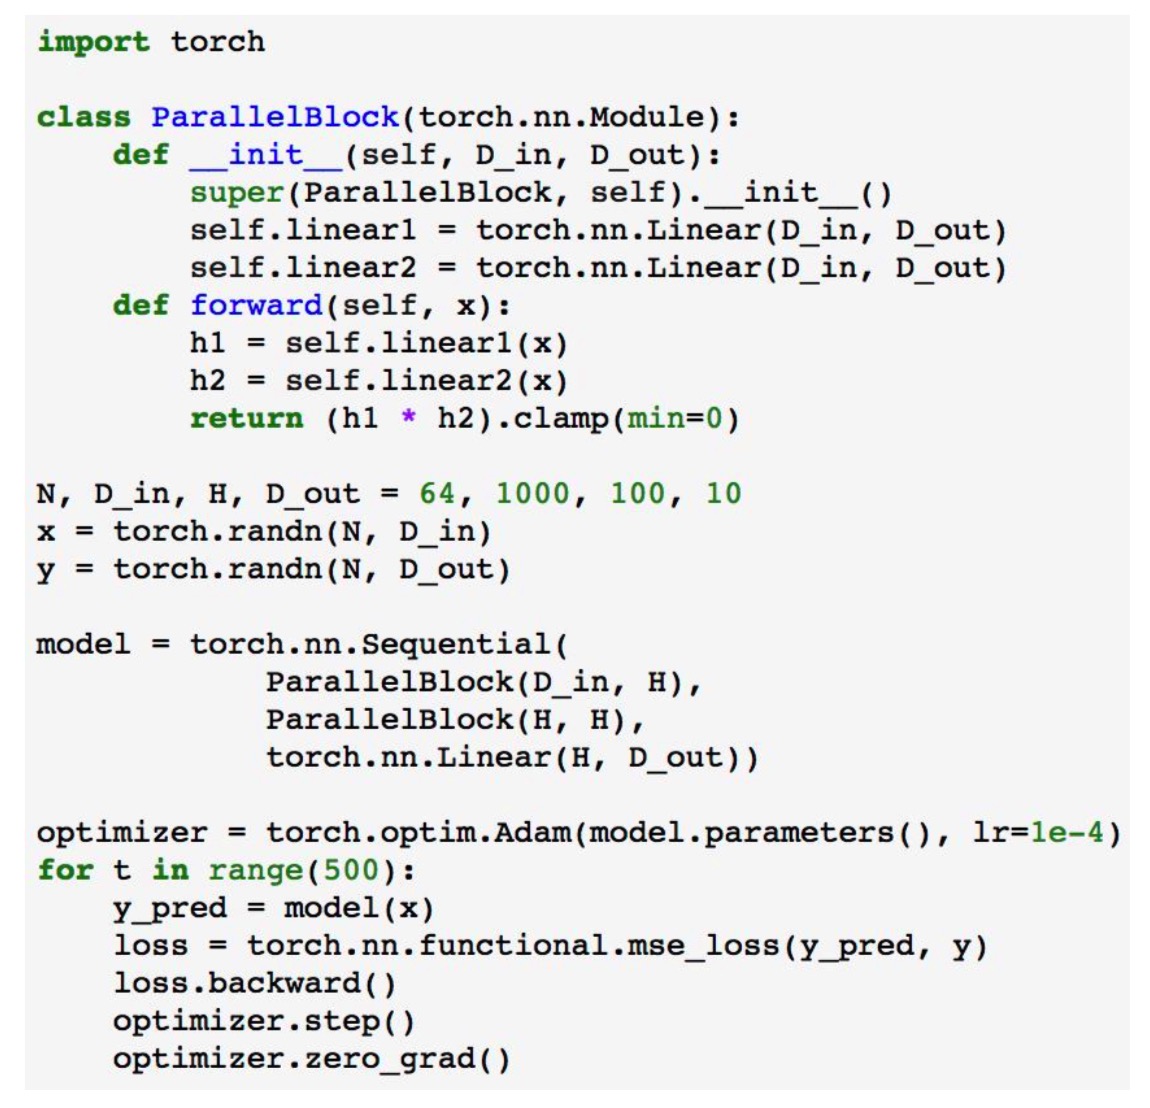 import torch

class ParallelBlock(torch.nn.Module):
    def __init__(self, D_in, D_out):
        super(ParallelBlock, self).__init__()
        self.linear1 = torch.nn.Linear(D_in, D_out)
        self.linear2 = torch.nn.Linear(D_in, D_out)
    def forward(self, x):
        h1 = self.linear1(x)
        h2 = self.linear2(x)
        return (h1 * h2).clamp(min=0)

N, D_in, H, D_out = 64, 1000, 100, 10
x = torch.randn(N, D_in)
y = torch.randn(N, D_out)

model = torch.nn.Sequential(
            ParallelBlock(D_in, H),
            ParallelBlock(H, H),
            torch.nn.Linear(H, D_out))

optimizer = torch.optim.Adam(model.parameters(), lr=1e-4)
for t in range(500):
    y_pred = model(x)
    loss = torch.nn.functional.mse_loss(y_pred, y)
    loss.backward()
    optimizer.step()
    optimizer.zero_grad()